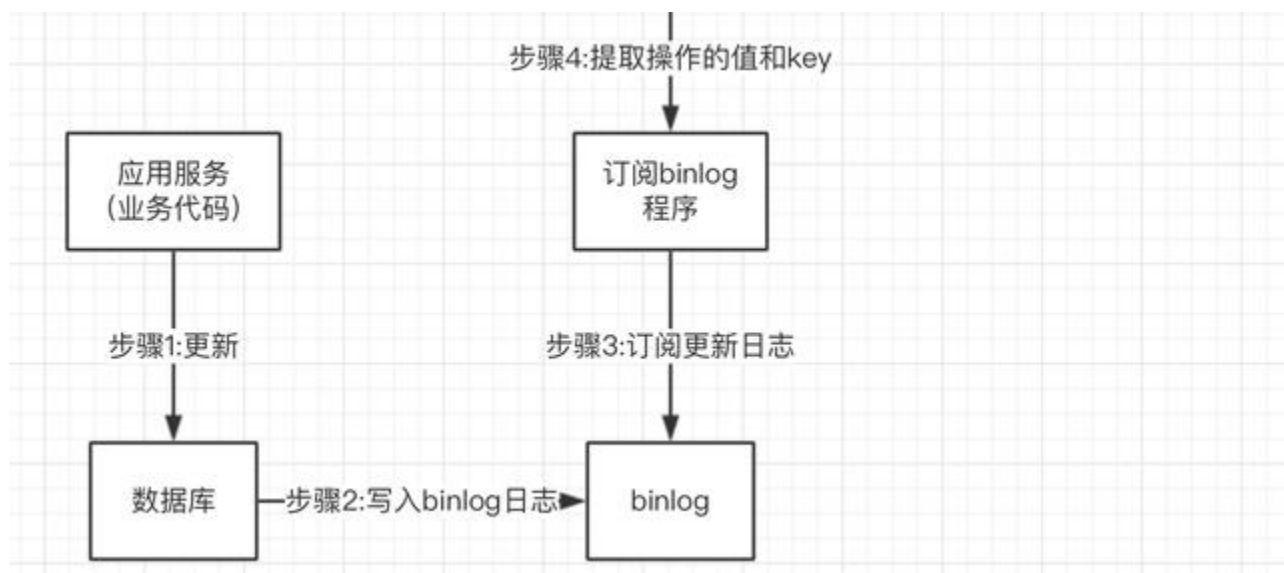 步骤4:提取操作的值和key
应用服务
(业务代码)
订阅binlog
程序
步骤1:更新
步骤3:订阅更新日志
数据库
步骤2:写入binlog日志
binlog